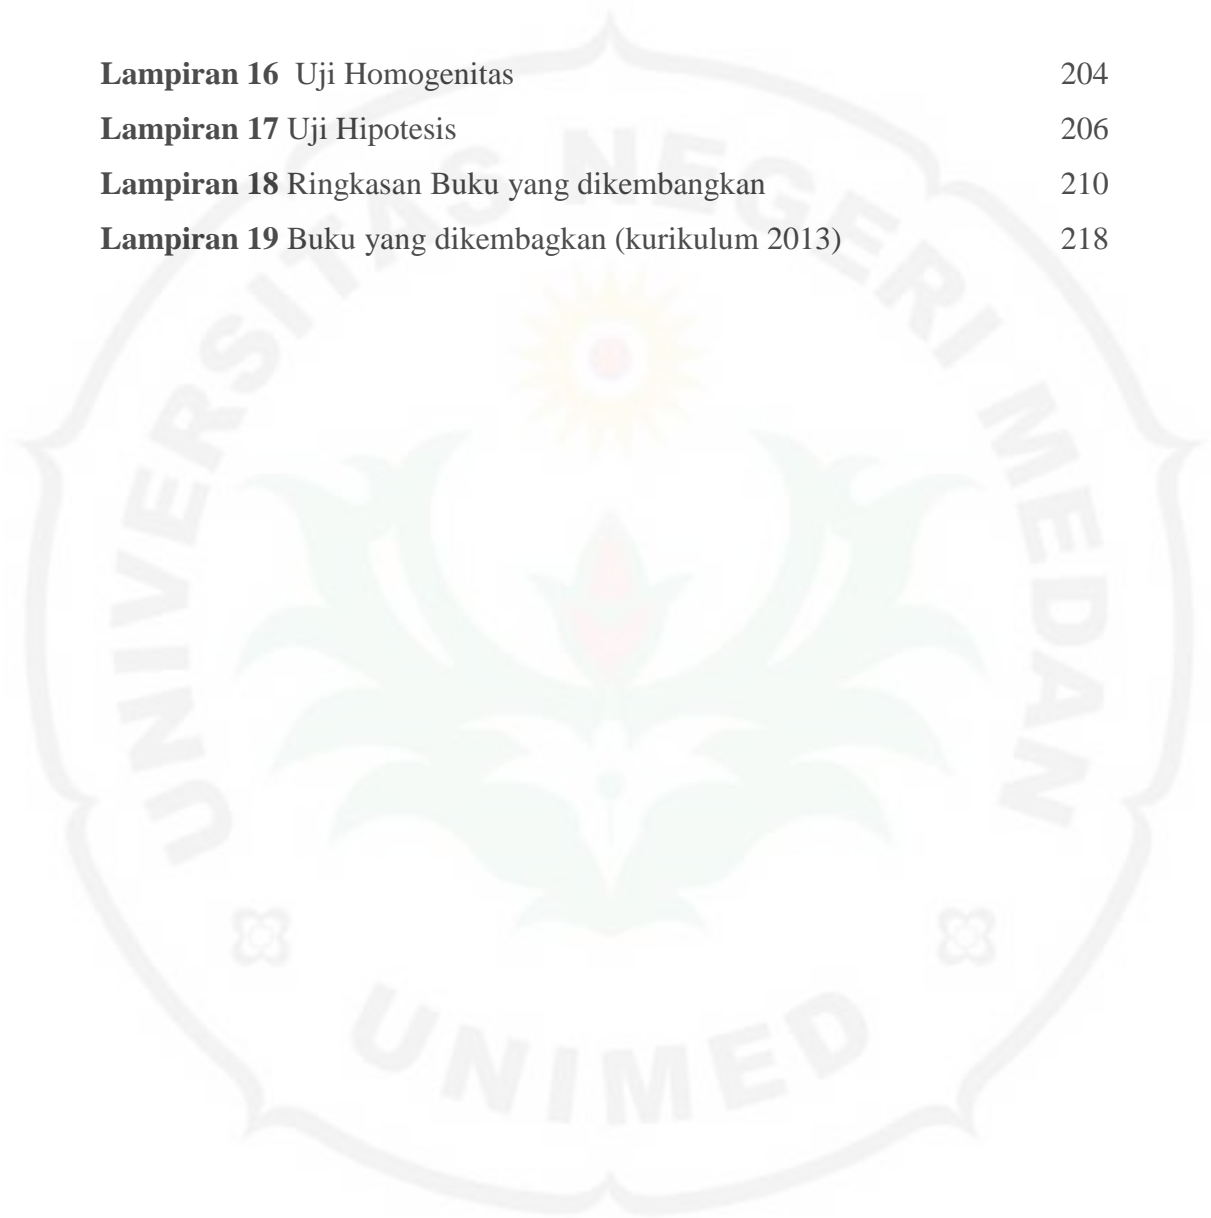 Lampiran 16 Uji Homogenitas 204
Lampiran 17 Uji Hipotesis 206
Lampiran 18 Ringkasan Buku yang dikembangkan 210
Lampiran 19 Buku yang dikembagkan (kurikulum 2013) 218
UNIVERSITAS NEGERI MEDAN
UNIMED